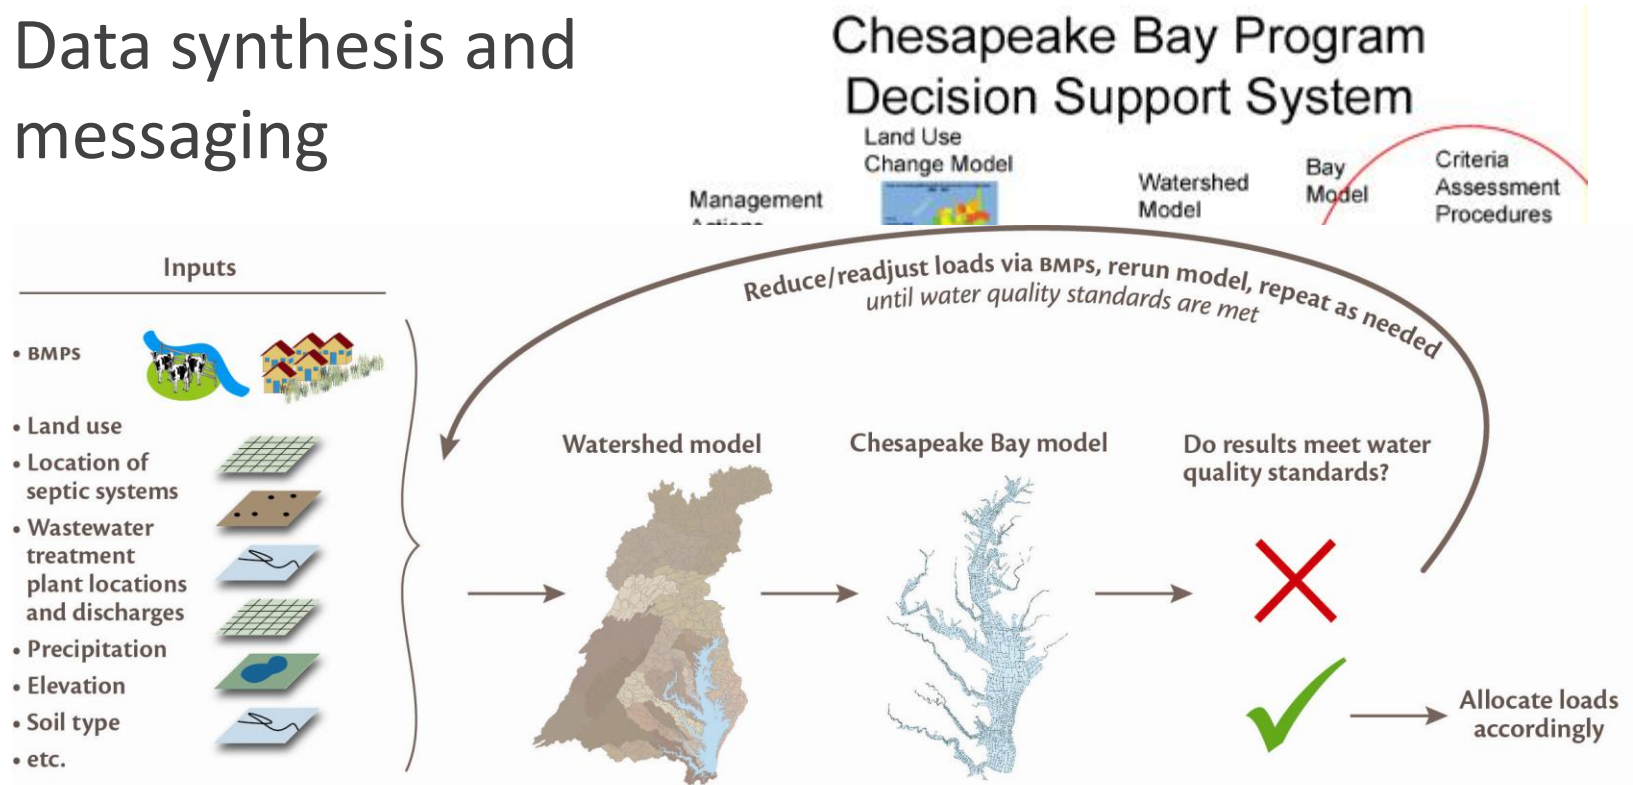 Data synthesis and
messaging
Chesapeake Bay Program
Decision Support System
Land Use
Change Model
Management
Watershed
Model
Bay
Model
Criteria
Assessment
Procedures
Inputs
• BMPs
• Land use
• Location of
septic systems
• Wastewater
treatment
plant locations
and discharges
• Precipitation
• Elevation
• Soil type
• etc.
Reduce/readjust loads via BMPs, rerun model, repeat as needed
until water quality standards are met
Watershed model
Chesapeake Bay model
Do results meet water
quality standards?
Allocate loads
accordingly